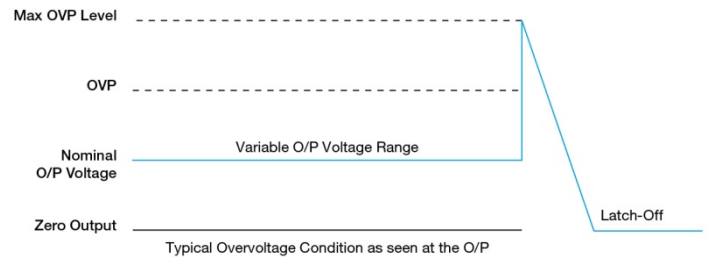 Max OVP Level
OVP
Variable O/P Voltage Range
Nominal
O/P Voltage
Zero Output
Latch-Off
Typical Overvoltage Condition as seen at the O/P